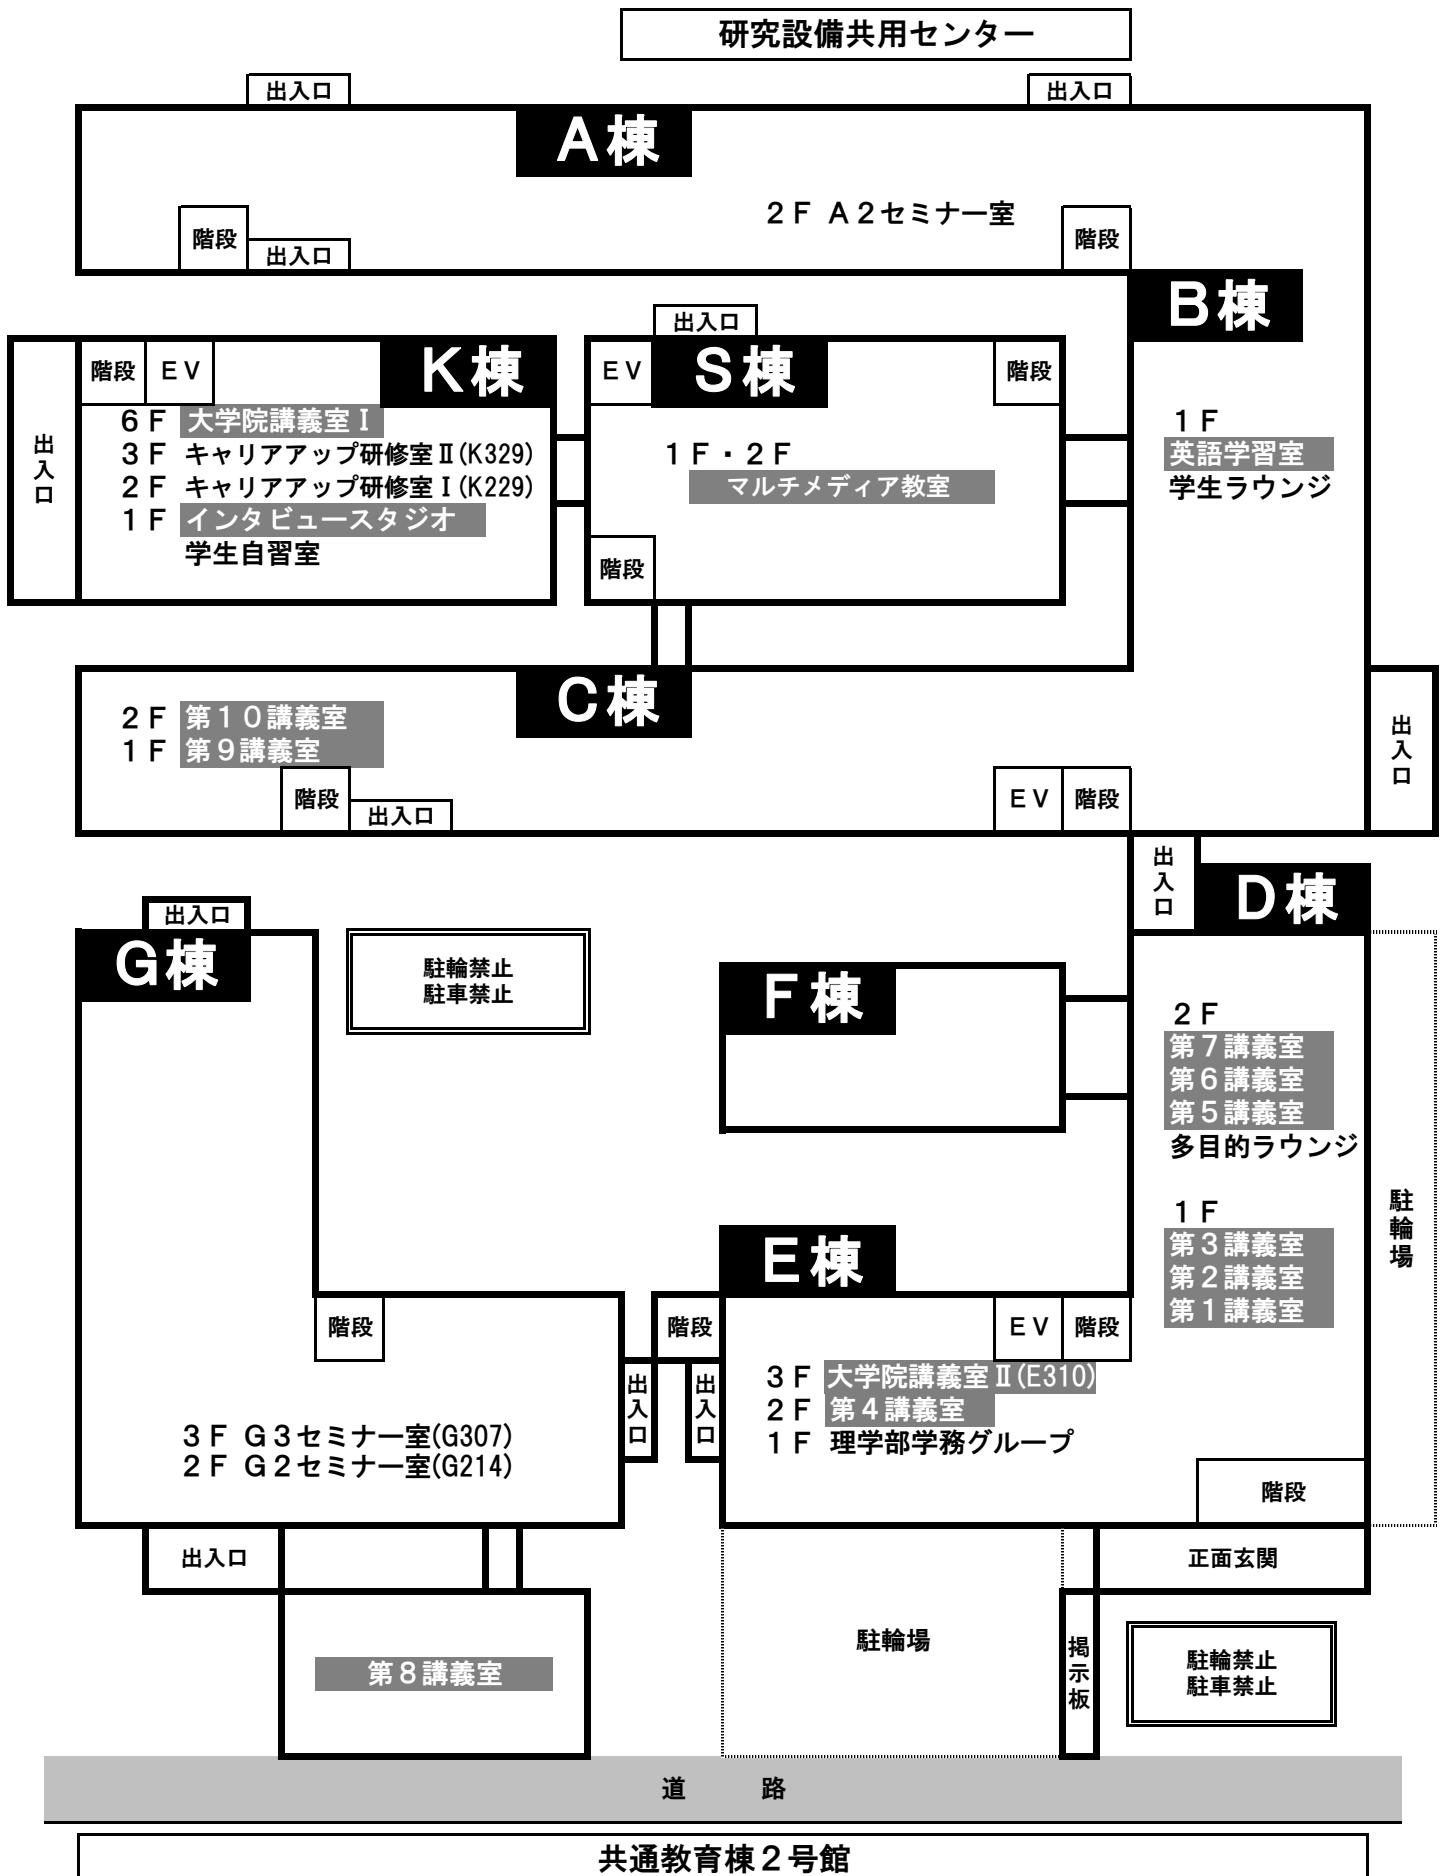 研究設備共用センター
出入口
出入口
A棟
2F A2セミナー室
階段
出入口
階段
B棟
出入口
階段
EV
K棟
EV
S棟
階段
出入口
6F 大学院講義室Ⅰ
3F キャリアアップ研修室Ⅱ(K329)
2F キャリアアップ研修室Ⅰ(K229)
1F インタビュースタジオ
学生自習室
1F・2F
マルチメディア教室
階段
1F
英語学習室
学生ラウンジ
C棟
2F 第10講義室
1F 第9講義室
階段
出入口
EV
階段
出入口
出入口
D棟
出入口
G棟
駐輪禁止
駐車禁止
F棟
2F
第7講義室
第6講義室
第5講義室
多目的ラウンジ
1F
第3講義室
第2講義室
第1講義室
駐輪場
E棟
階段
階段
EV
階段
出入口
出入口
3F 大学院講義室Ⅱ(E310)
2F 第4講義室
1F 理学部学務グループ
3F G3セミナー室(G307)
2F G2セミナー室(G214)
階段
出入口
正面玄関
第8講義室
駐輪場
掲示板
駐輪禁止
駐車禁止
道 路
共通教育棟2号館